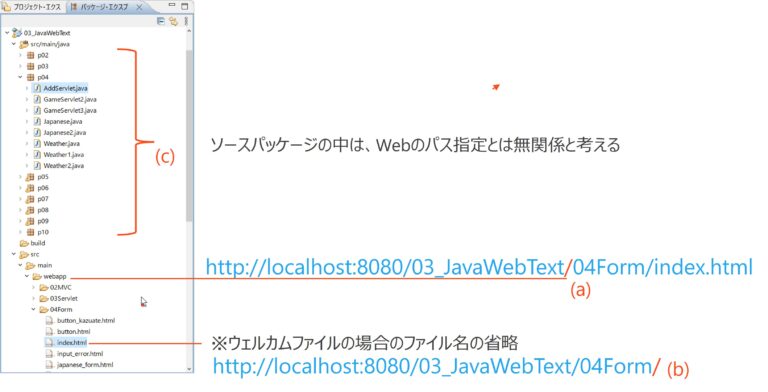 プロジェクト・エクス
パッケージ・エクスプ
03_JavaWebText
src/main/java
p02
p03
p04
AddServlet.java
GameServlet2.java
GameServlet3.java
Japanese.java
Japanese2.java
Weather.java
Weather1.java
Weather2.java
p05
p06
p07
p08
p09
p10
build
src
main
webapp
02MVC
03Servlet
04Form
button_kazuate.html
button.html
index.html
input_error.html
japanese_form.html
(c)
ソースパッケージの中は、Webのパス指定とは無関係と考える
http://localhost:8080/03_JavaWebText/04Form/index.html
(a)
※ウェルカムファイルの場合のファイル名の省略
http://localhost:8080/03_JavaWebText/04Form/ (b)